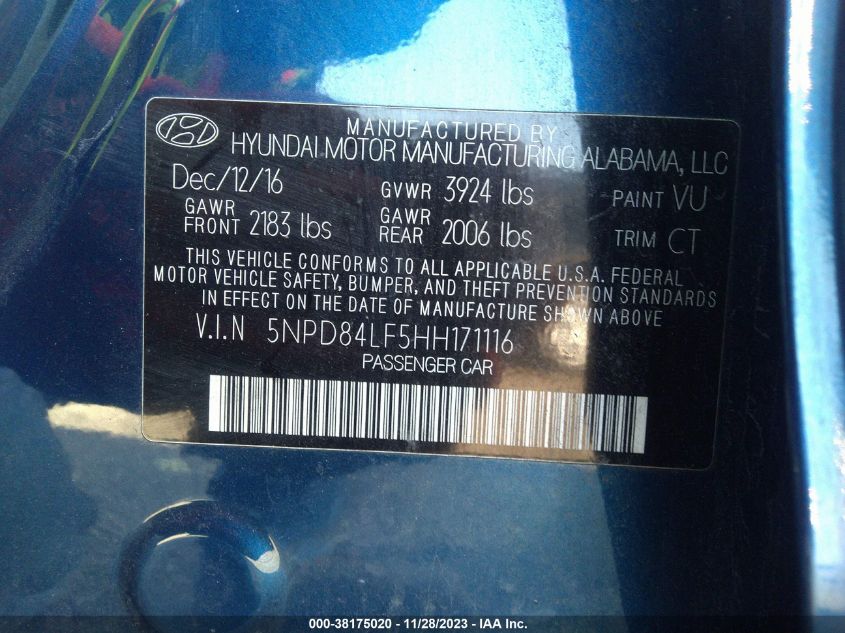 MANUFACTURED BY
HYUNDAI MOTOR MANUFACTURING ALABAMA, LLC
Dec/12/16 GVWR 3924 lbs PAINT VU
GAWR FRONT 2183 lbs GAWR REAR 2006 lbs TRIM CT
THIS VEHICLE CONFORMS TO ALL APPLICABLE U.S.A. FEDERAL
MOTOR VEHICLE SAFETY, BUMPER, AND THEFT PREVENTION STANDARDS
IN EFFECT ON THE DATE OF MANUFACTURE SHOWN ABOVE
V.I.N 5NPD84LF5HH171116
PASSENGER CAR
000-38175020 - 11/28/2023 - IAA Inc.